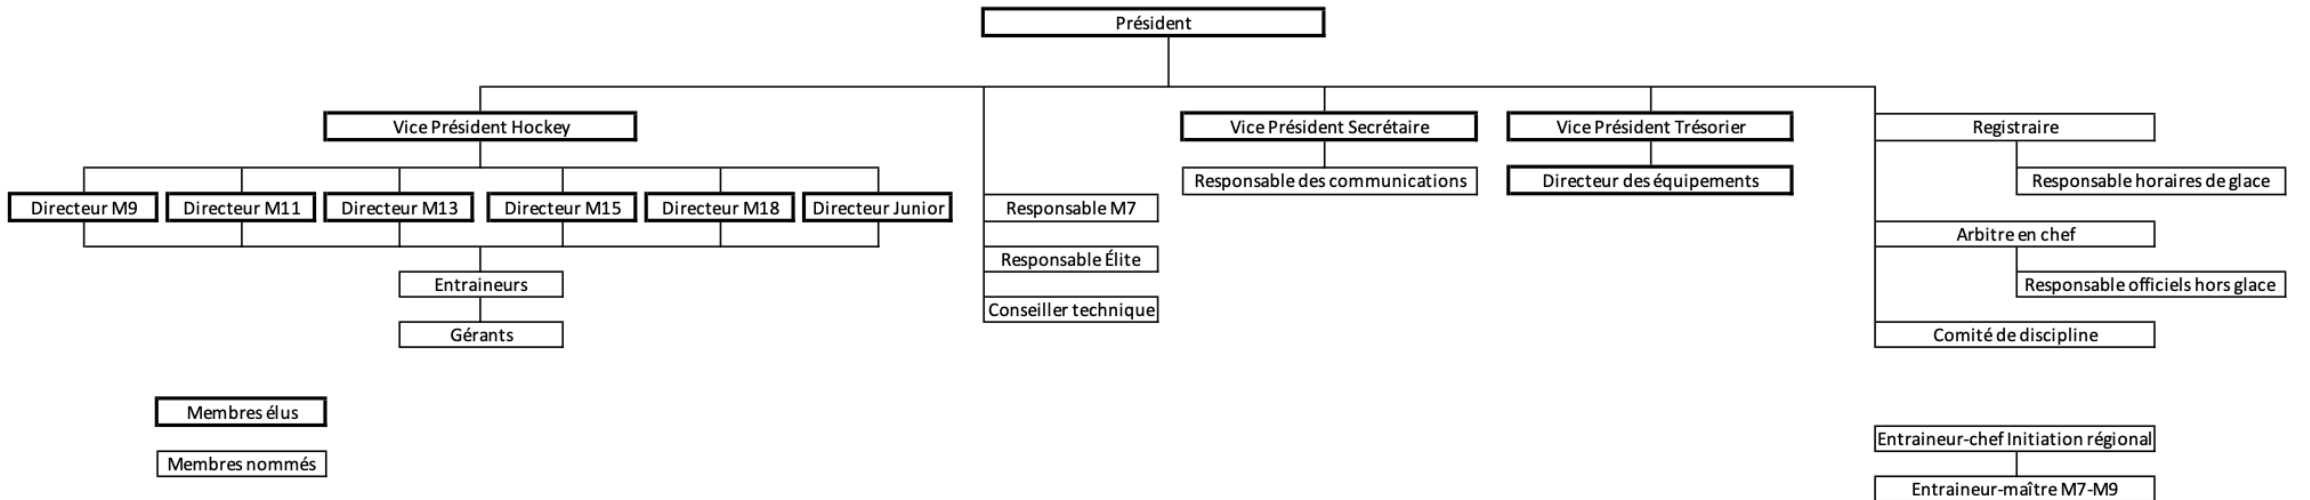 Président
Vice Président Hockey
Vice Président Secrétaire
Vice Président Trésorier
Registraire
Responsable des communications
Directeur des équipements
Responsable horaires de glace
Directeur M9
Directeur M11
Directeur M13
Directeur M15
Directeur M18
Directeur Junior
Responsable M7
Arbitre en chef
Responsable Élite
Entraineurs
Responsable officiels hors glace
Conseiller technique
Gérants
Comité de discipline
Membres élus
Entraineur-chef Initiation régional
Membres nommés
Entraineur-maître M7-M9